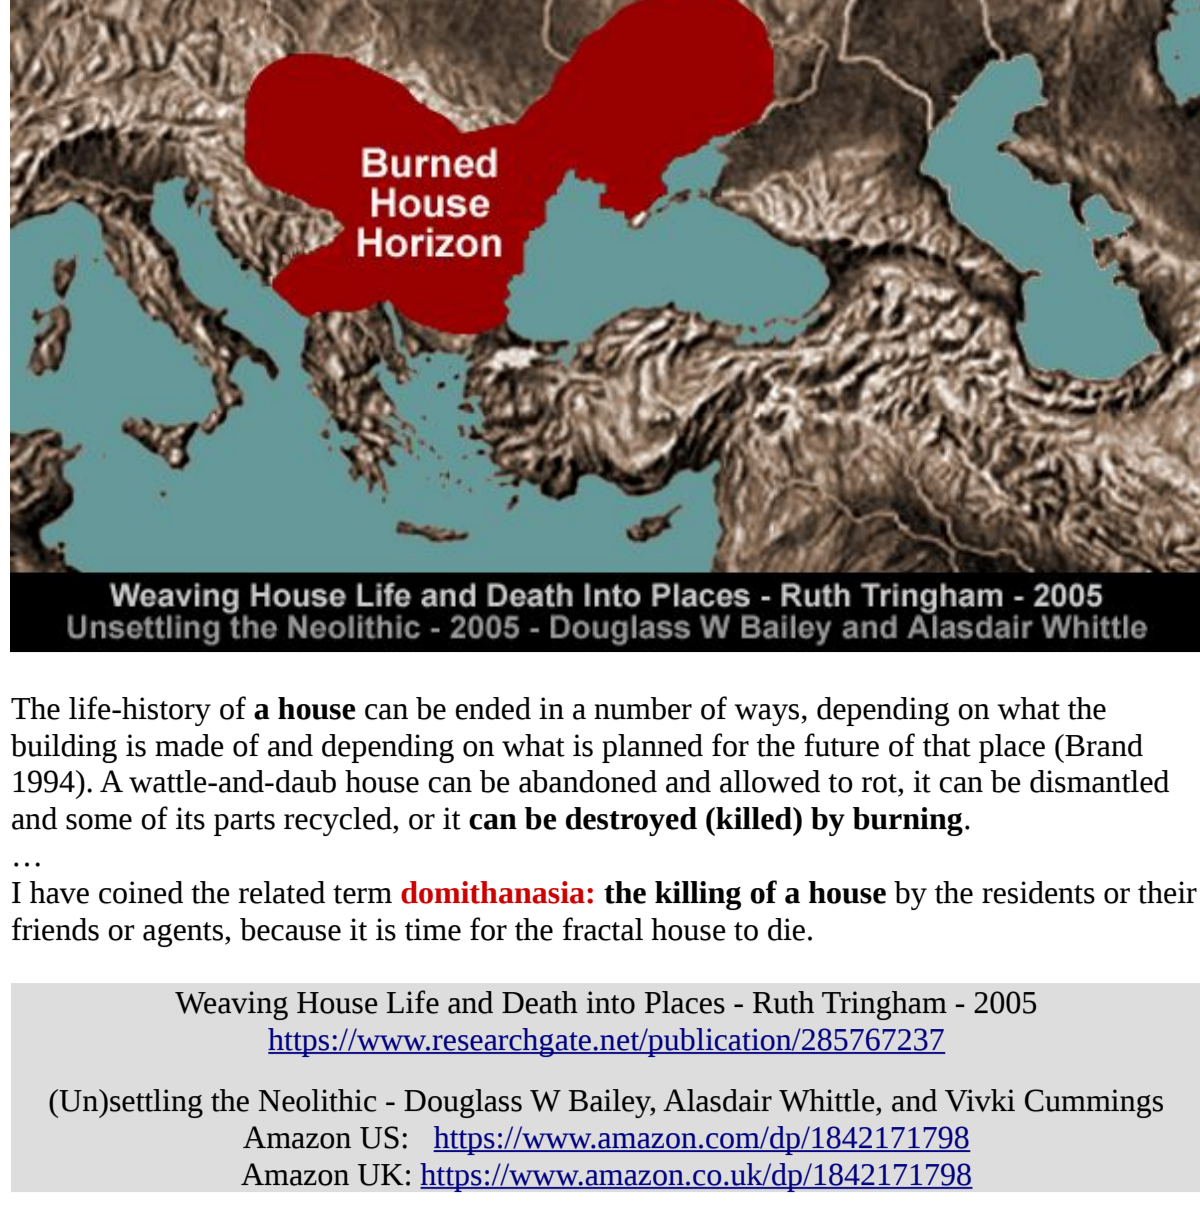 Burned
House
Horizon
Weaving House Life and Death Into Places - Ruth Tringham - 2005
Unsettling the Neolithic - 2005 - Douglass W Bailey and Alasdair Whittle
The life-history of a house can be ended in a number of ways, depending on what the
building is made of and depending on what is planned for the future of that place (Brand
1994). A wattle-and-daub house can be abandoned and allowed to rot, it can be dismantled
and some of its parts recycled, or it can be destroyed (killed) by burning.
…
I have coined the related term domithanasia: the killing of a house by the residents or their
friends or agents, because it is time for the fractal house to die.
Weaving House Life and Death into Places - Ruth Tringham - 2005
https://www.researchgate.net/publication/285767237
(Un)settling the Neolithic - Douglass W Bailey, Alasdair Whittle, and Vivki Cummings
Amazon US: https://www.amazon.com/dp/1842171798
Amazon UK: https://www.amazon.co.uk/dp/1842171798